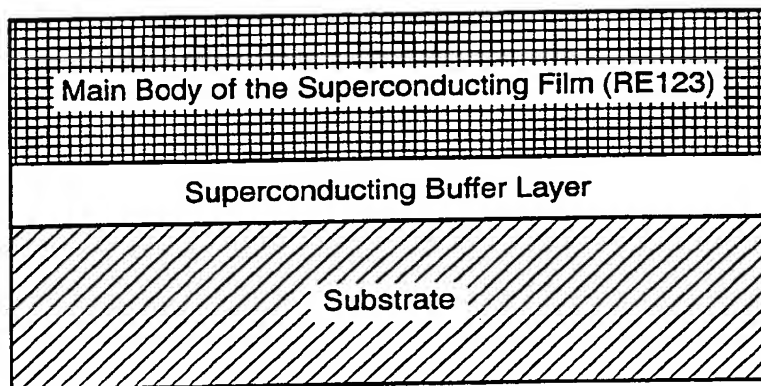 Main Body of the Superconducting Film (RE123)
Superconducting Buffer Layer
Substrate